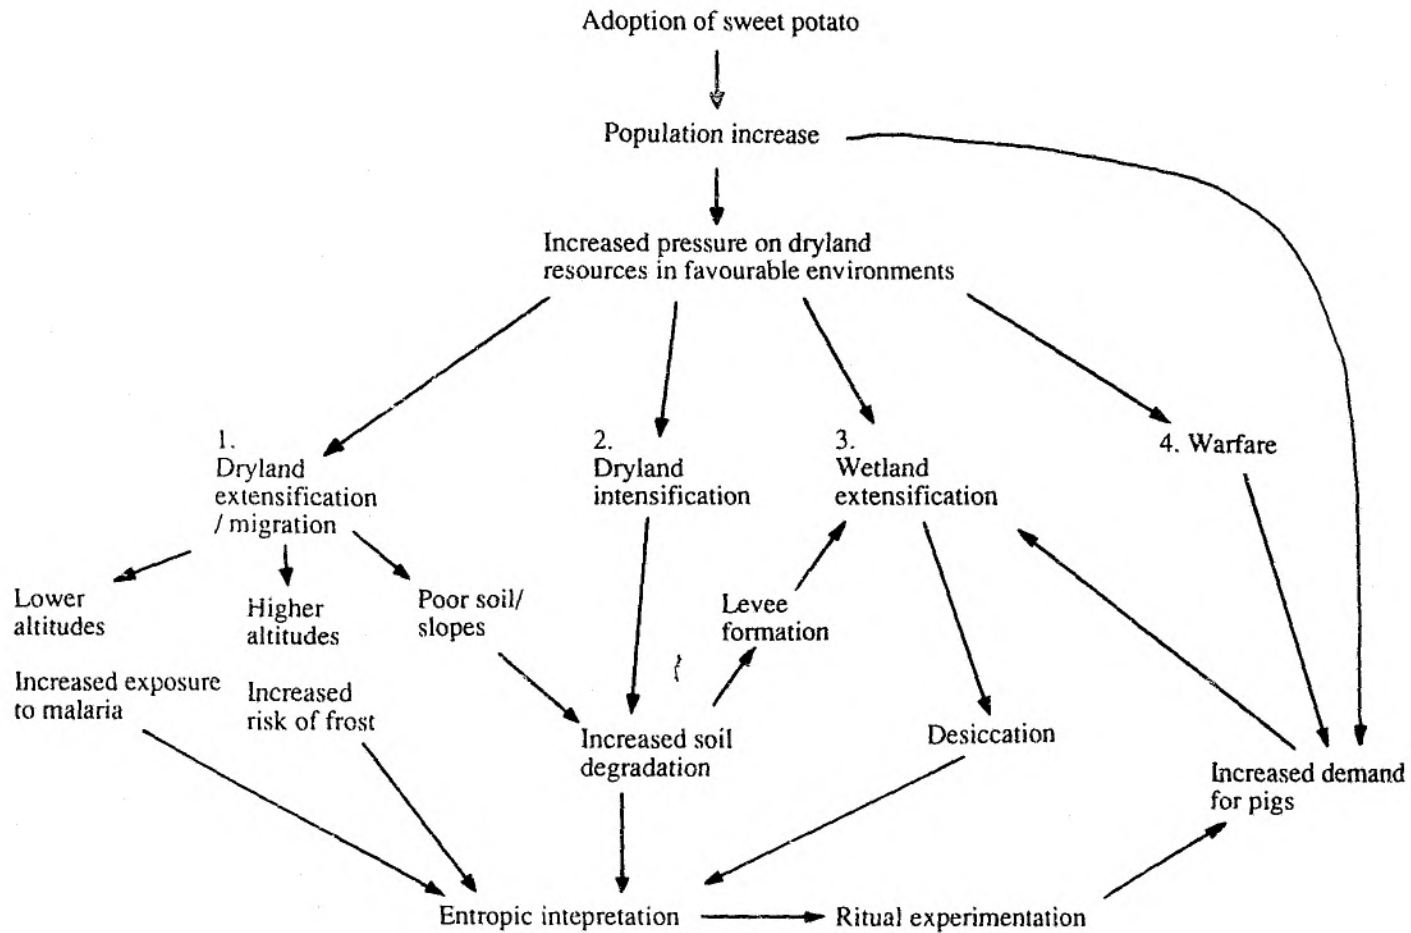 Adoption of sweet potato
Population increase
Increased pressure on dryland
resources in favourable environments
1.
Dryland
extensification
/ migration
2.
Dryland
intensification
3.
Wetland
extensification
4. Warfare
Lower
altitudes
Higher
altitudes
Poor soil/
slopes
Levee
formation
Increased exposure
to malaria
Increased
risk of frost
Increased soil
degradation
Desiccation
Increased demand
for pigs
Entropic intepretation
Ritual experimentation